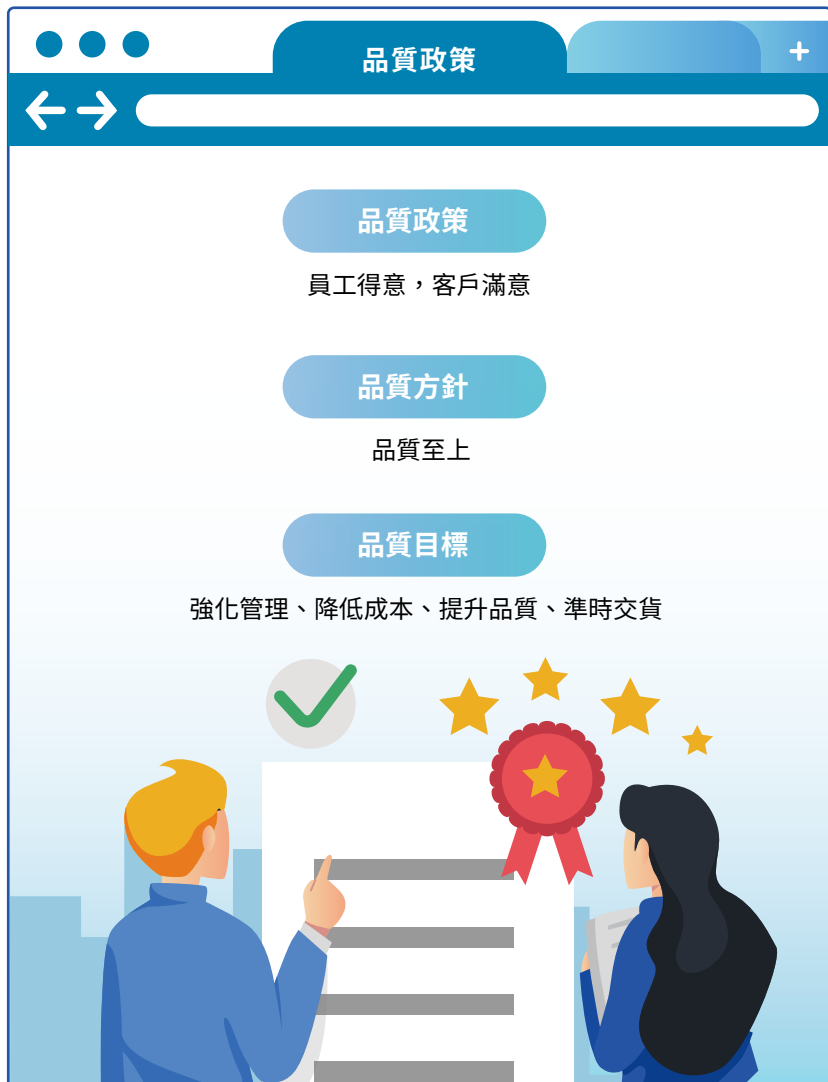 品質政策
品質政策
員工得意，客戶滿意
品質方針
品質至上
品質目標
強化管理、降低成本、提升品質、準時交貨